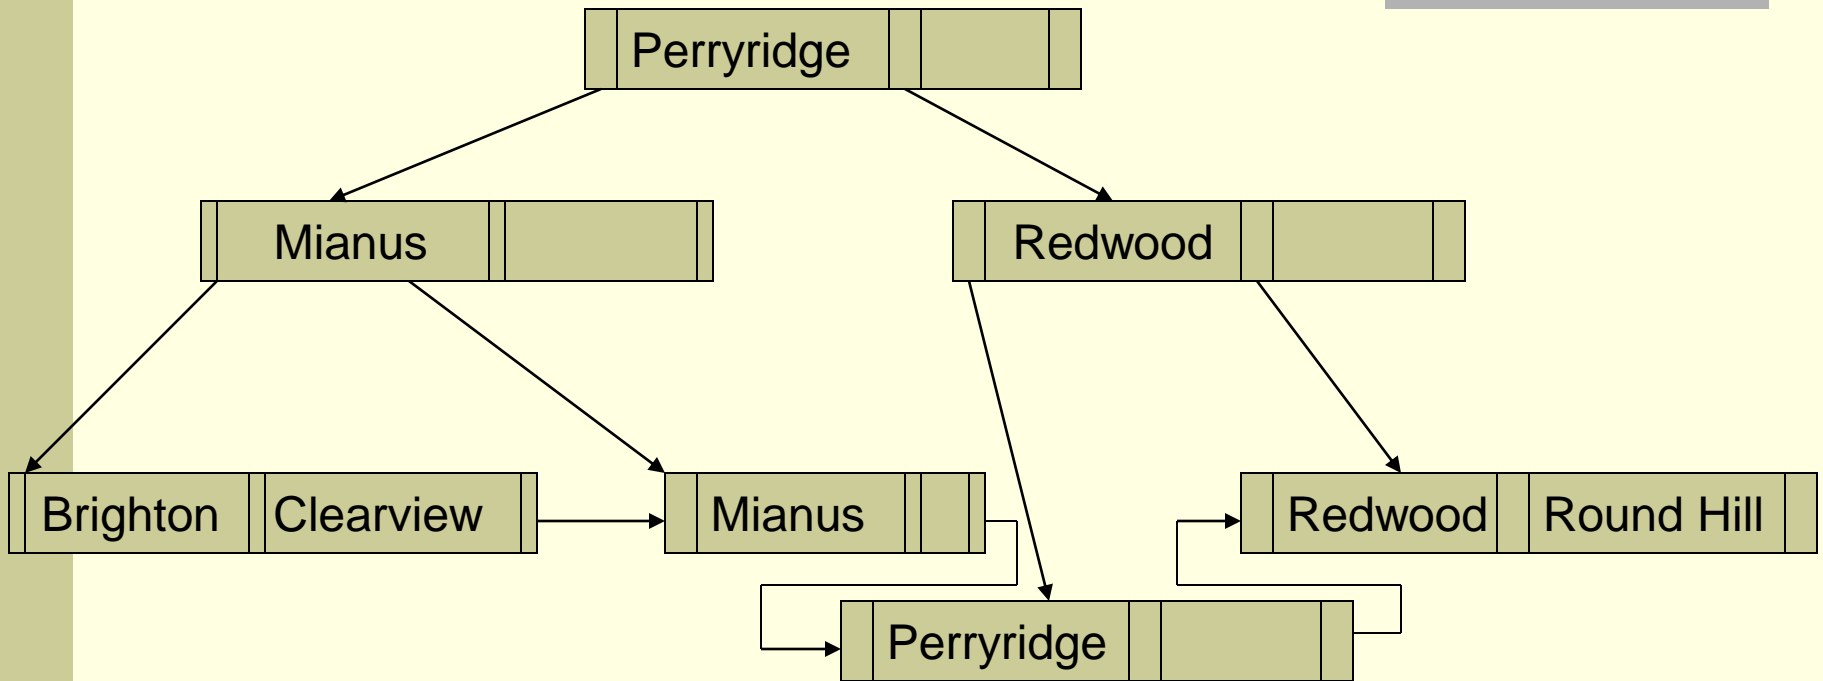 Perryridge
Mianus
Redwood
Brighton Clearview
Mianus
Redwood Round Hill
Perryridge